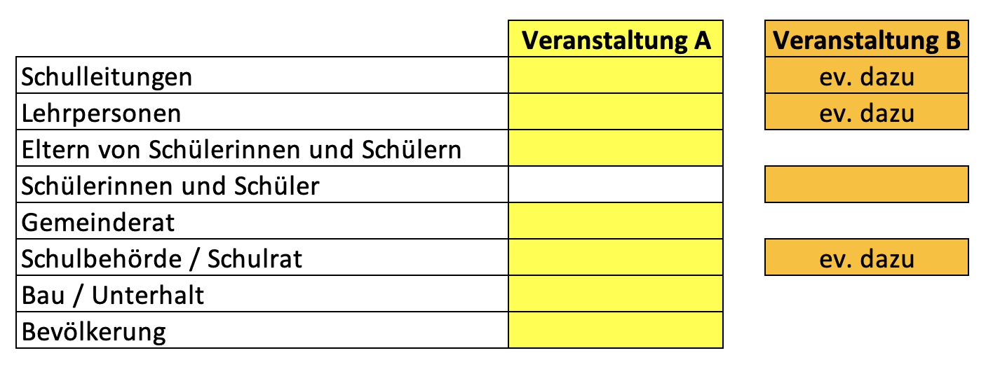 Veranstaltung A Veranstaltung B
Schulleitungen ev. dazu
Lehrpersonen ev. dazu
Eltern von Schülerinnen und Schülern
Schülerinnen und Schüler
Gemeinderat
Schulbehörde / Schulrat ev. dazu
Bau / Unterhalt
Bevölkerung